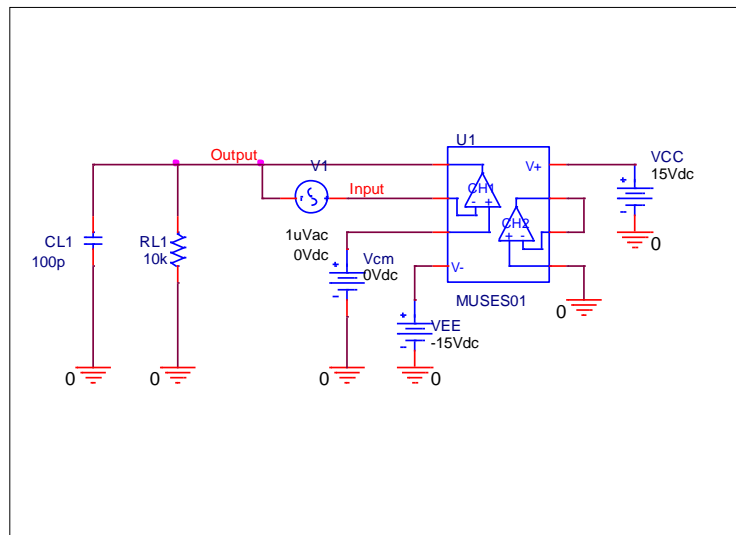 U1
Output
V1
V+
VCC
15Vdc
CH1
Input
- +
CH2
+ -
CL1
100p
RL1
10k
1uVac
0Vdc
Vcm
0Vdc
V-
MUSES01
0
0
VEE
-15Vdc
0
0
0
0